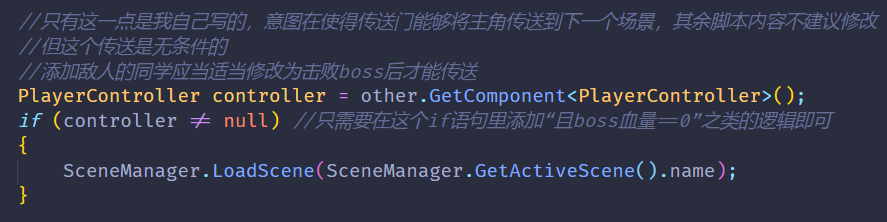 //只有这一点是我自己写的，意图在使得传送门能够将主角传送到下一个场景，其余脚本内容不建议修改
//但这个传送是无条件的
//添加敌人的同学应当适当修改为击败boss后才能传送
PlayerController controller = other.GetComponent<PlayerController>();
if (controller != null) //只需要在这个if语句里添加“且boss血量==0”之类的逻辑即可
{
SceneManager.LoadScene(SceneManager.GetActiveScene().name);
}